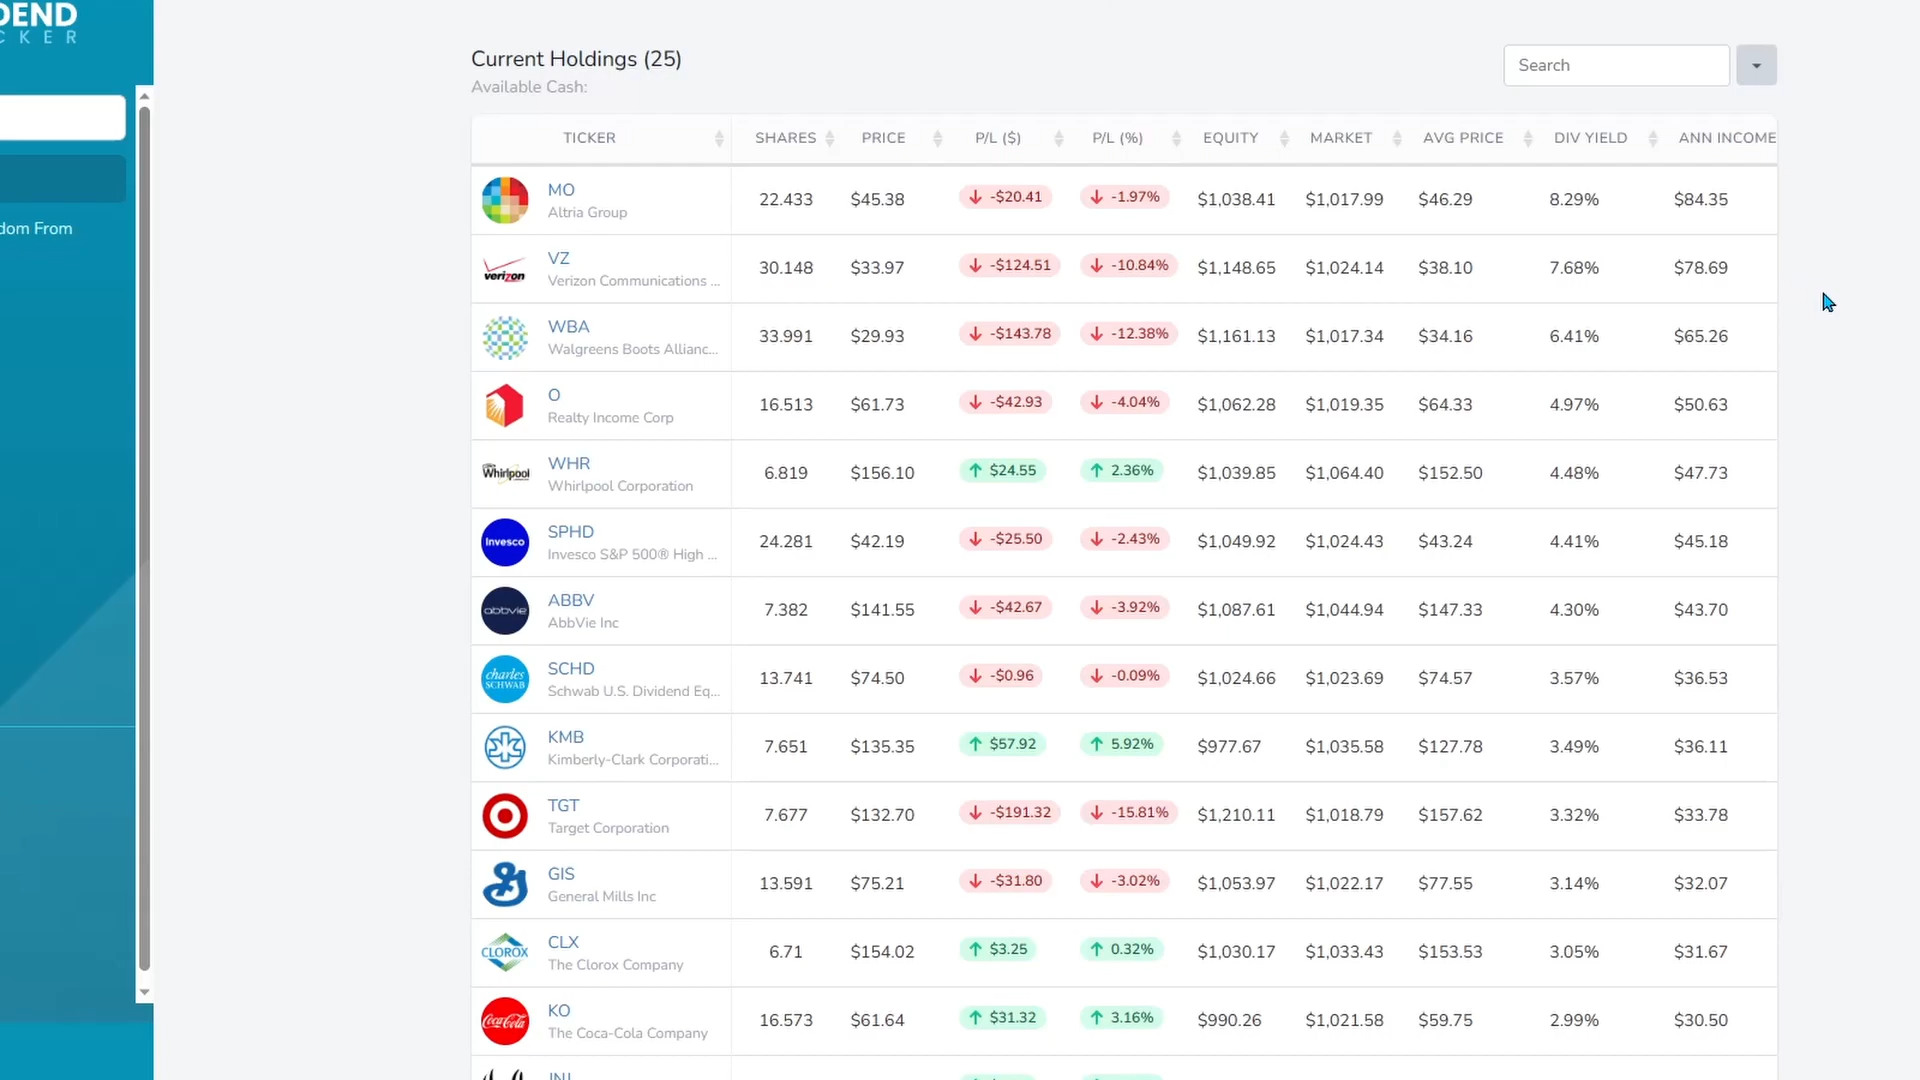 DEND
CKER
dom From
Current Holdings (25)
Available Cash:
Search
TICKER SHARES PRICE P/L ($) P/L (%) EQUITY MARKET AVG PRICE DIV YIELD ANN INCOME
MO 22.433 $45.38 -$20.41 -1.97% $1,038.41 $1,017.99 $46.29 8.29% $84.35
Altria Group
verizon VZ 30.148 $33.97 -$124.51 -10.84% $1,148.65 $1,024.14 $38.10 7.68% $78.69
Verizon Communications ...
WBA 33.991 $29.93 -$143.78 -12.38% $1,161.13 $1,017.34 $34.16 6.41% $65.26
Walgreens Boots Allianc...
O 16.513 $61.73 -$42.93 -4.04% $1,062.28 $1,019.35 $64.33 4.97% $50.63
Realty Income Corp
Whirlpool WHR 6.819 $156.10 $24.55 2.36% $1,039.85 $1,064.40 $152.50 4.48% $47.73
Whirlpool Corporation
Invesco SPHD 24.281 $42.19 -$25.50 -2.43% $1,049.92 $1,024.43 $43.24 4.41% $45.18
Invesco S&P 500® High ...
abbvie ABBV 7.382 $141.55 -$42.67 -3.92% $1,087.61 $1,044.94 $147.33 4.30% $43.70
AbbVie Inc
charles SCHWAB SCHD 13.741 $74.50 -$0.96 -0.09% $1,024.66 $1,023.69 $74.57 3.57% $36.53
Schwab U.S. Dividend Eq...
KMB 7.651 $135.35 $57.92 5.92% $977.67 $1,035.58 $127.78 3.49% $36.11
Kimberly-Clark Corporati...
TGT 7.677 $132.70 -$191.32 -15.81% $1,210.11 $1,018.79 $157.62 3.32% $33.78
Target Corporation
GIS 13.591 $75.21 -$31.80 -3.02% $1,053.97 $1,022.17 $77.55 3.14% $32.07
General Mills Inc
CLOROX CLX 6.71 $154.02 $3.25 0.32% $1,030.17 $1,033.43 $153.53 3.05% $31.67
The Clorox Company
Coca-Cola KO 16.573 $61.64 $31.32 3.16% $990.26 $1,021.58 $59.75 2.99% $30.50
The Coca-Cola Company